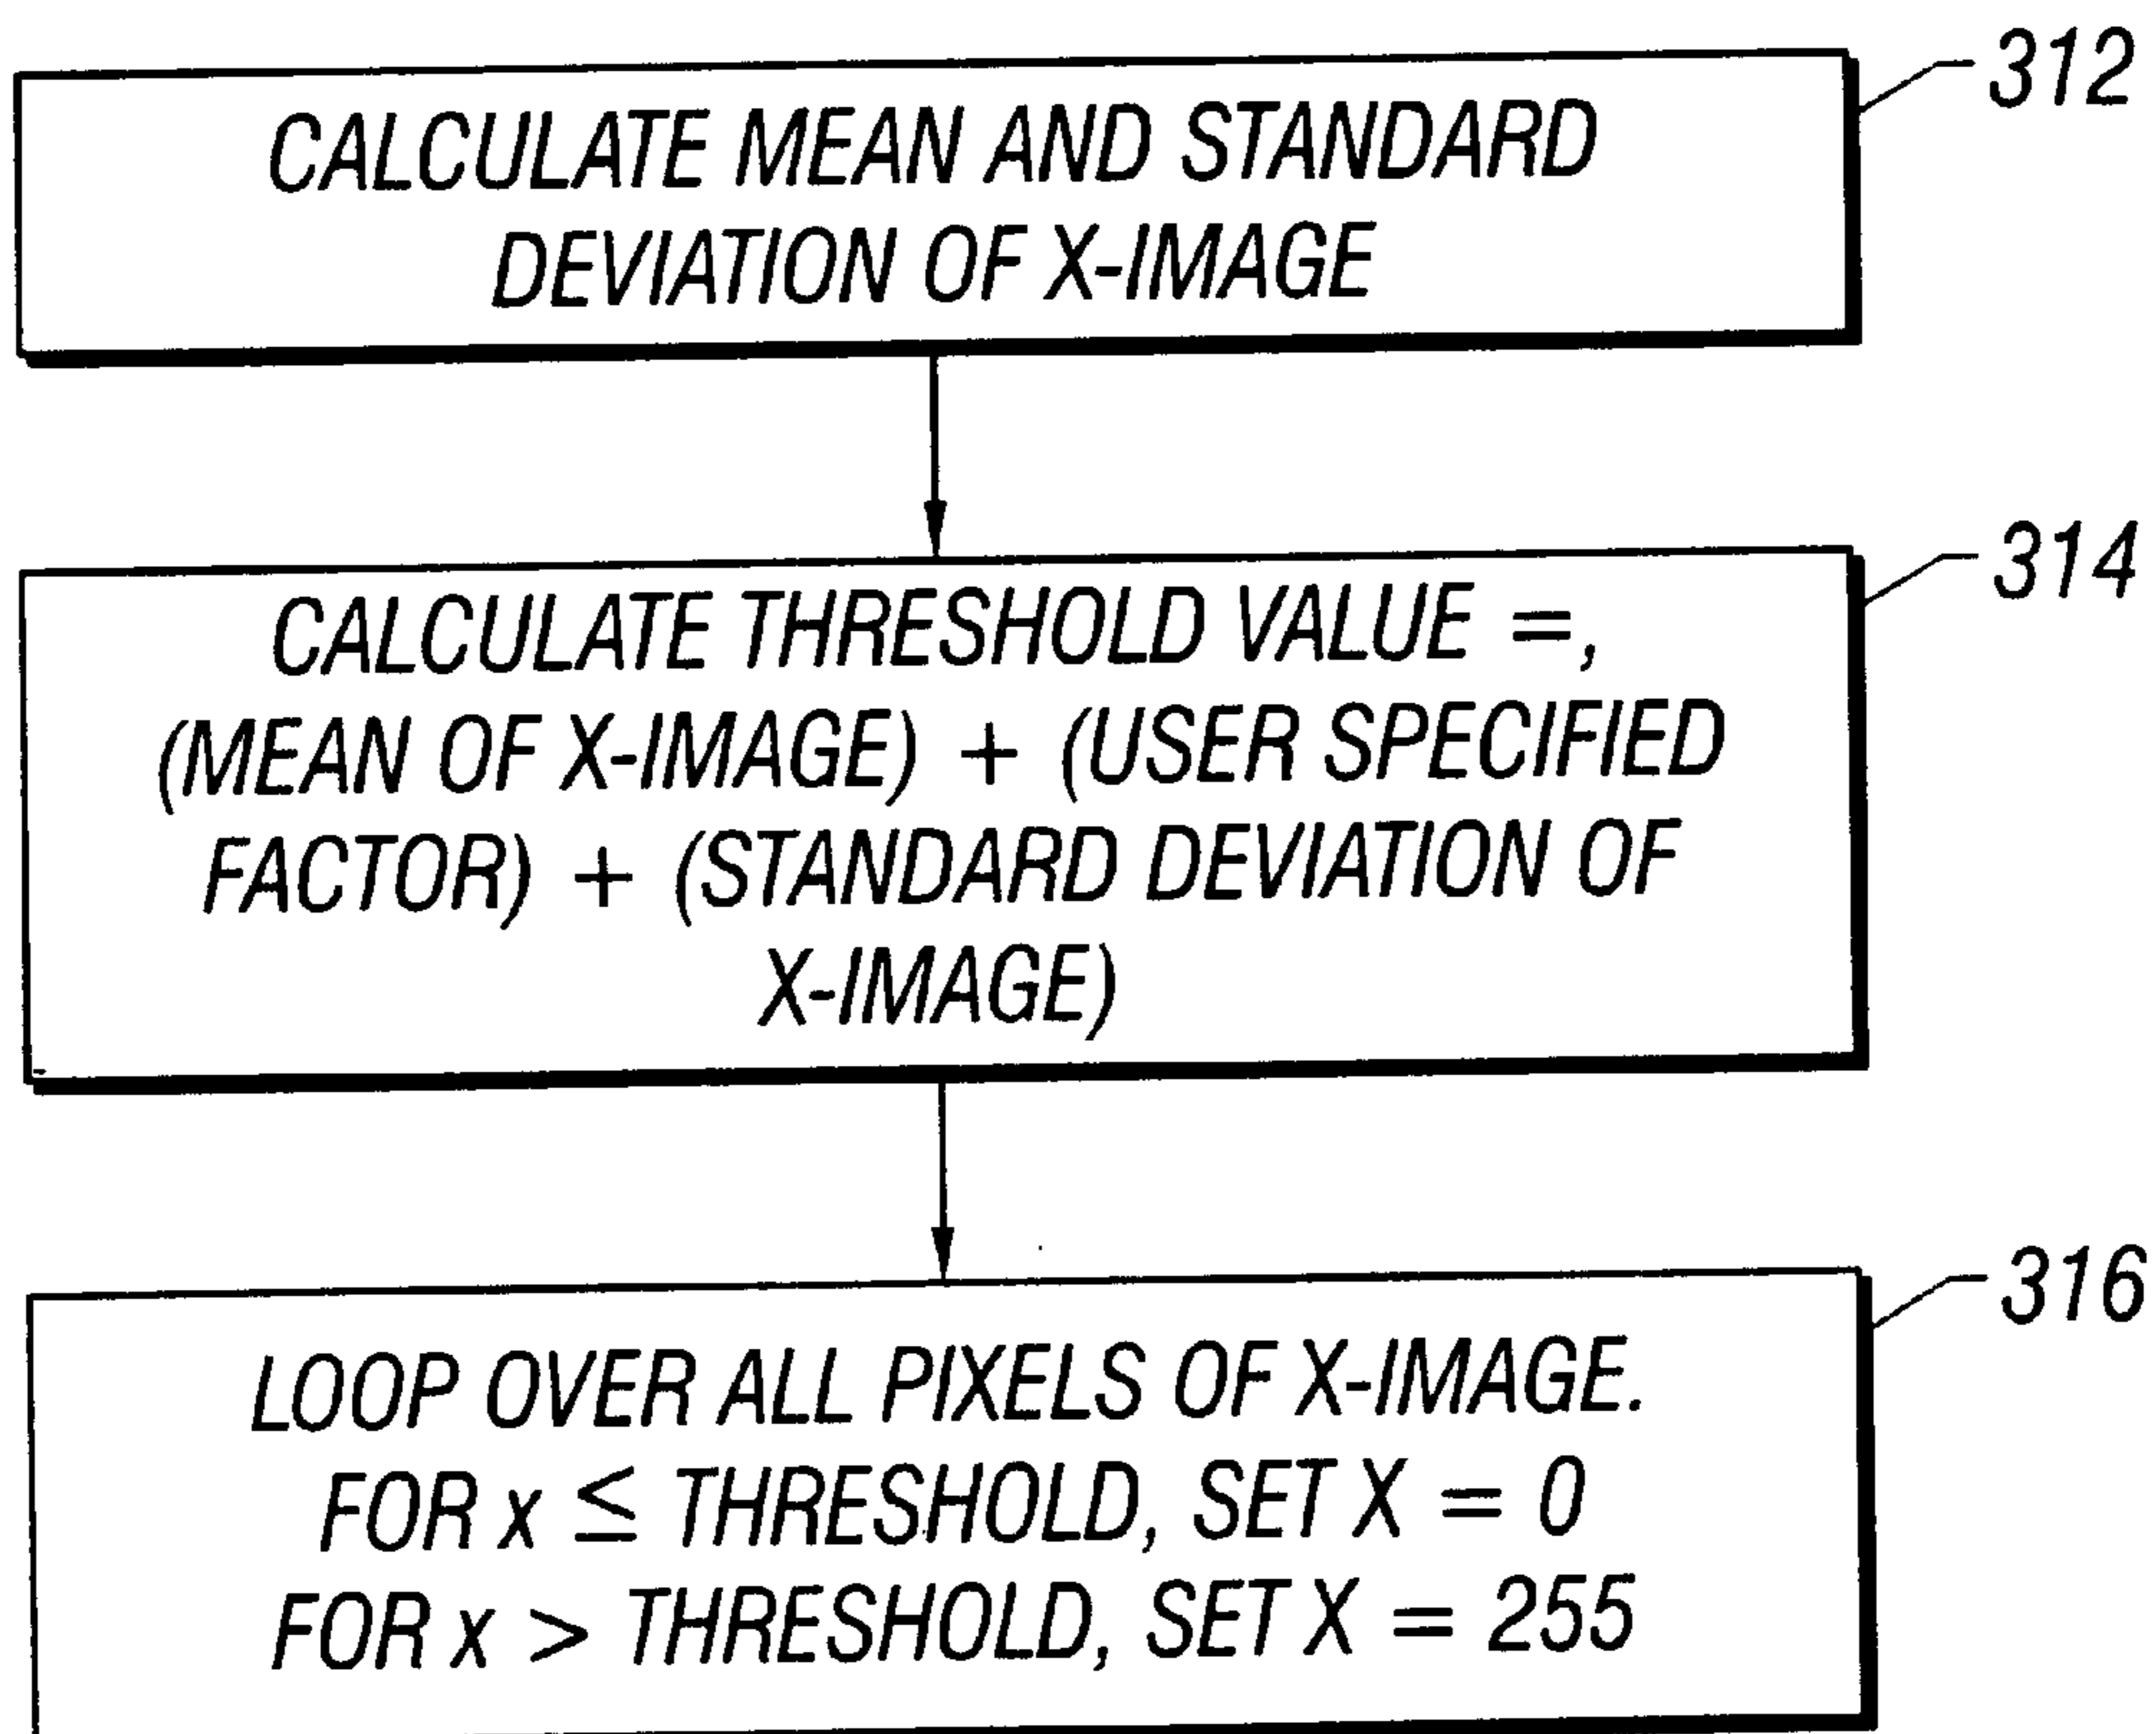 312
CALCULATE MEAN AND STANDARD
DEVIATION OF X-IMAGE
314
CALCULATE THRESHOLD VALUE =,
(MEAN OF X-IMAGE) + (USER SPECIFIED
FACTOR) + (STANDARD DEVIATION OF
X-IMAGE)
316
LOOP OVER ALL PIXELS OF X-IMAGE.
FOR x ≤ THRESHOLD, SET X = 0
FOR x > THRESHOLD, SET X = 255